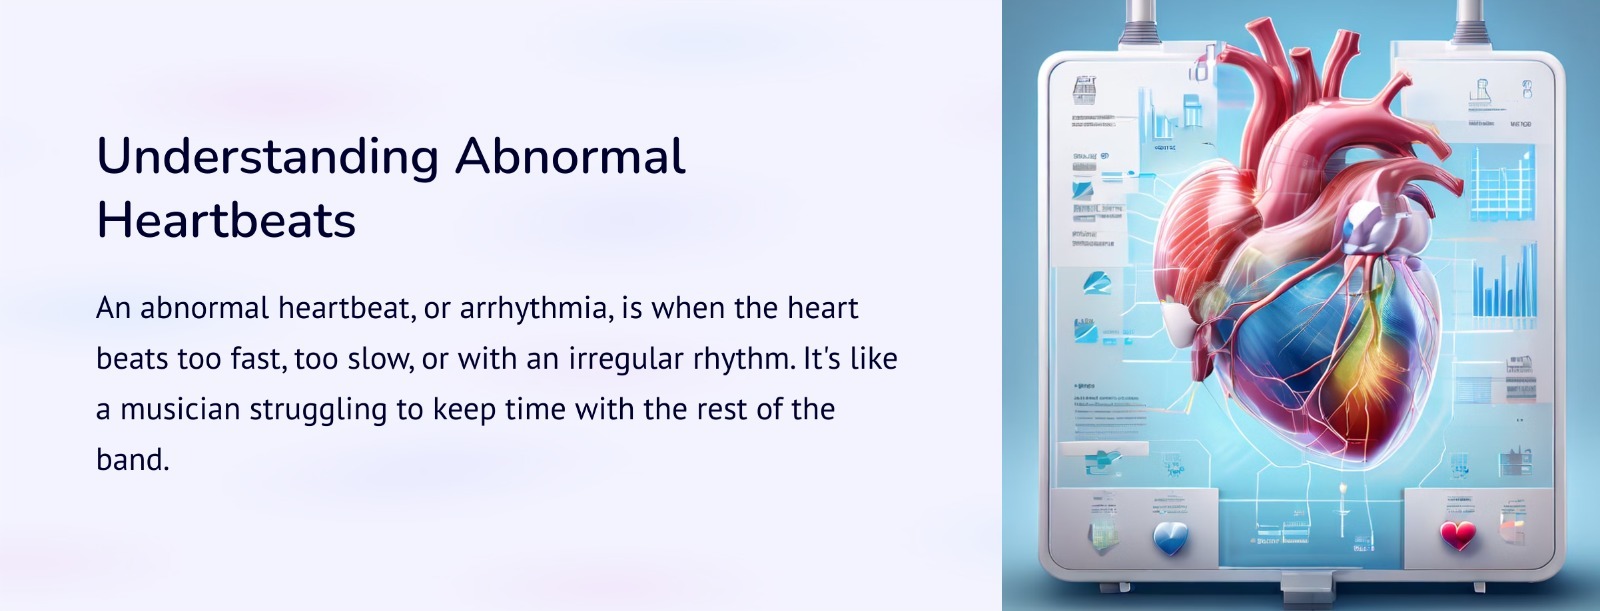 Understanding Abnormal
Heartbeats
An abnormal heartbeat, or arrhythmia, is when the heart
beats too fast, too slow, or with an irregular rhythm. It's like
a musician struggling to keep time with the rest of the
band.